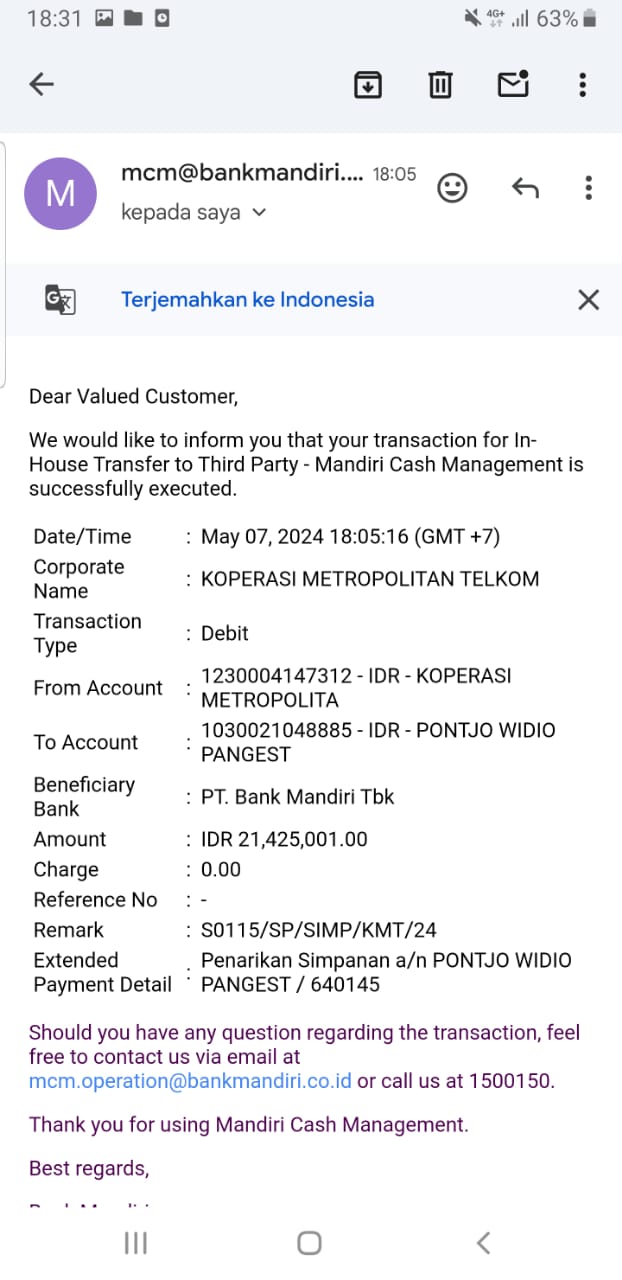 18:31 4G+ 63%
M
mcm@bankmandiri.... 18:05
kepada saya
G 文 Terjemahkan ke Indonesia
Dear Valued Customer,
We would like to inform you that your transaction for In-
House Transfer to Third Party - Mandiri Cash Management is
successfully executed.
Date/Time : May 07, 2024 18:05:16 (GMT +7)
Corporate
Name : KOPERASI METROPOLITAN TELKOM
Transaction
Type : Debit
From Account : 1230004147312 - IDR - KOPERASI
METROPOLITA
To Account : 1030021048885 - IDR - PONTJO WIDIO
PANGEST
Beneficiary
Bank : PT. Bank Mandiri Tbk
Amount : IDR 21,425,001.00
Charge : 0.00
Reference No : -
Remark : S0115/SP/SIMP/KMT/24
Extended
Payment Detail : Penarikan Simpanan a/n PONTJO WIDIO
PANGEST / 640145
Should you have any question regarding the transaction, feel
free to contact us via email at
mcm.operation@bankmandiri.co.id or call us at 1500150.
Thank you for using Mandiri Cash Management.
Best regards,